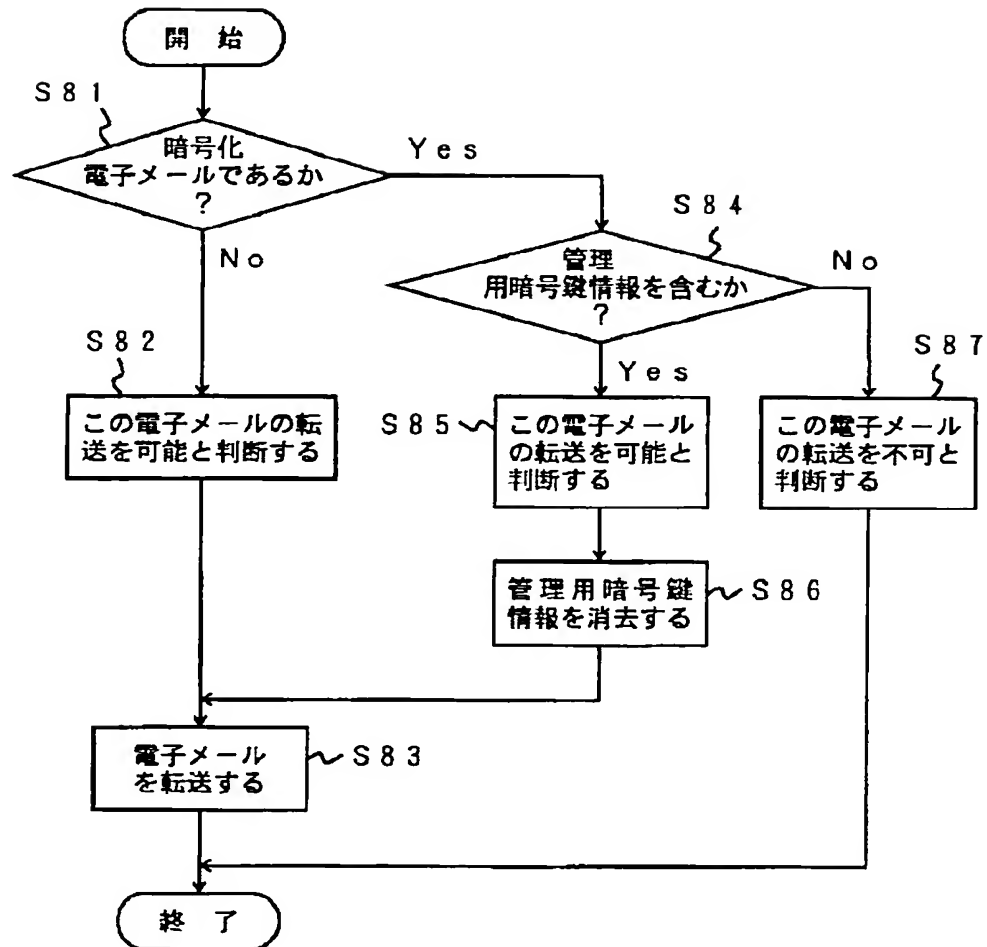 開 始
S81
暗号化
電子メールであるか
?
Yes
No
S84
管理
用暗号鍵情報を含むか
?
No
Yes
S82
この電子メールの転
送を可能と判断する
S85
この電子メール
の転送を可能と
判断する
S87
この電子メール
の転送を不可と
判断する
管理用暗号鍵
情報を消去する
S86
電子メール
を転送する
S83
終 了